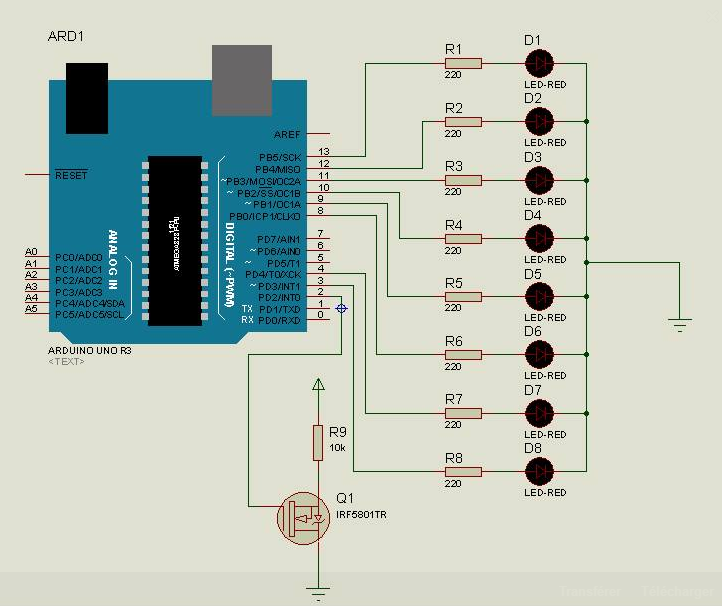 ARD1
AREF
RESET
13
PB5/SCK
12
PB4/MISO
11
~PB3/MOSI/OC2A
10
~ PB2/SS/OC1B
9
~ PB1/OC1A
8
PB0/ICP1/CLKO
7
PD7/AIN1
6
~ PD6/AIN0
5
~ PD5/T1
4
PD4/T0/XCK
3
~ PD3/INT1
2
PD2/INT0
1
TX PD1/TXD
0
RX PD0/RXD
A0
PC0/ADC0
A1
PC1/ADC1
A2
PC2/ADC2
A3
PC3/ADC3
A4
PC4/ADC4/SDA
A5
PC5/ADC5/SCL
ANALOG IN
DIGITAL (~PWM)
ARDUINO UNO R3
<TEXT>
R1
220
D1
LED-RED
R2
220
D2
LED-RED
R3
220
D3
LED-RED
R4
220
D4
LED-RED
R5
220
D5
LED-RED
R6
220
D6
LED-RED
R7
220
D7
LED-RED
R8
220
D8
LED-RED
R9
10k
Q1
IRF5801TR